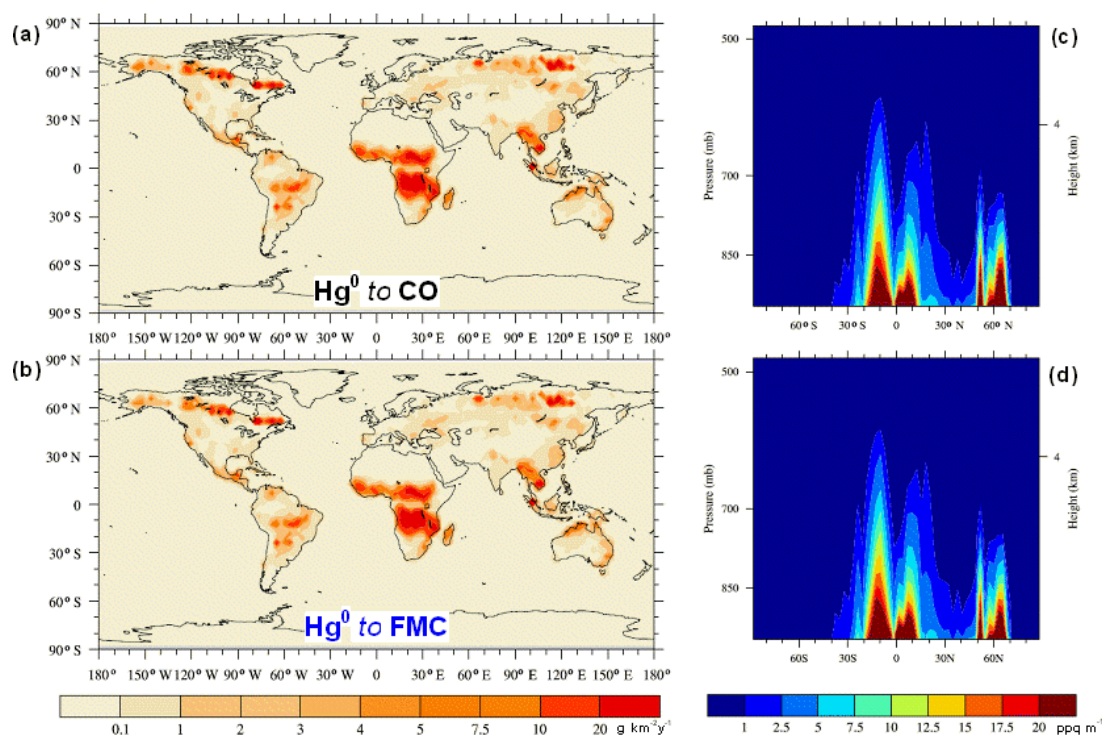 (a)
90° N
60° N
30° N
0
30° S
60° S
90° S
Hg⁰ to CO
180° 150° W 120° W 90° W 60° W 30° W 0 30° E 60° E 90° E 120° E 150° E 180°
(b)
90° N
60° N
30° N
0
30° S
60° S
90° S
Hg⁰ to FMC
180° 150° W 120° W 90° W 60° W 30° W 0 30° E 60° E 90° E 120° E 150° E 180°
0.1 1 2 3 4 5 7.5 10 20 g km⁻²y⁻¹
(c)
500
700
850
Pressure (mb)
4
Height (km)
60° S 30° S 0 30° N 60° N
(d)
500
700
850
Pressure (mb)
4
Height (km)
60S 30S 0 30N 60N
1 2.5 5 7.5 10 12.5 15 17.5 20 ppq m⁻¹